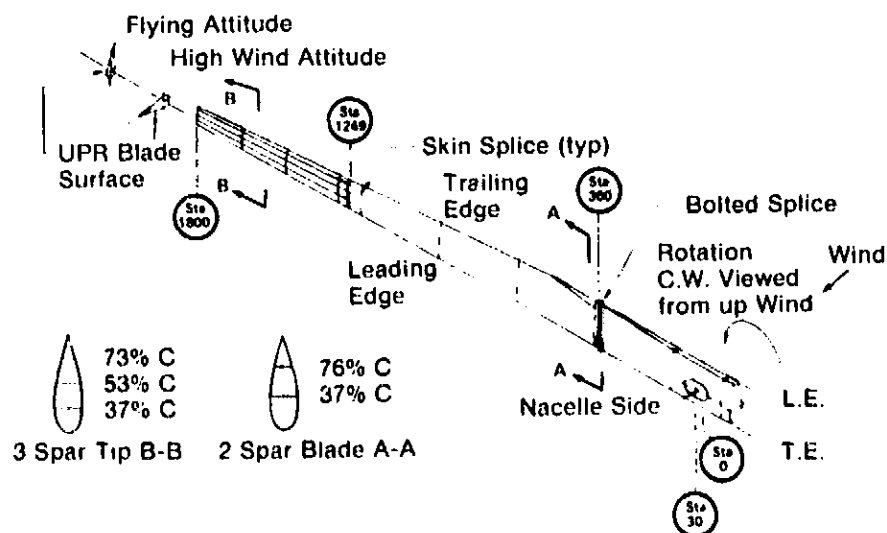 Flying Attitude
High Wind Attitude
B
Sta
1249
UPR Blade
Surface
Skin Splice (typ)
B
Sta
1800
Trailing
Edge
Sta
360
A
Bolted Splice
Leading
Edge
Rotation
C.W. Viewed
from up Wind
Wind
73% C
53% C
37% C
76% C
37% C
A
Nacelle Side
L.E.
T.E.
3 Spar Tip B-B
2 Spar Blade A-A
Sta
0
Sta
30